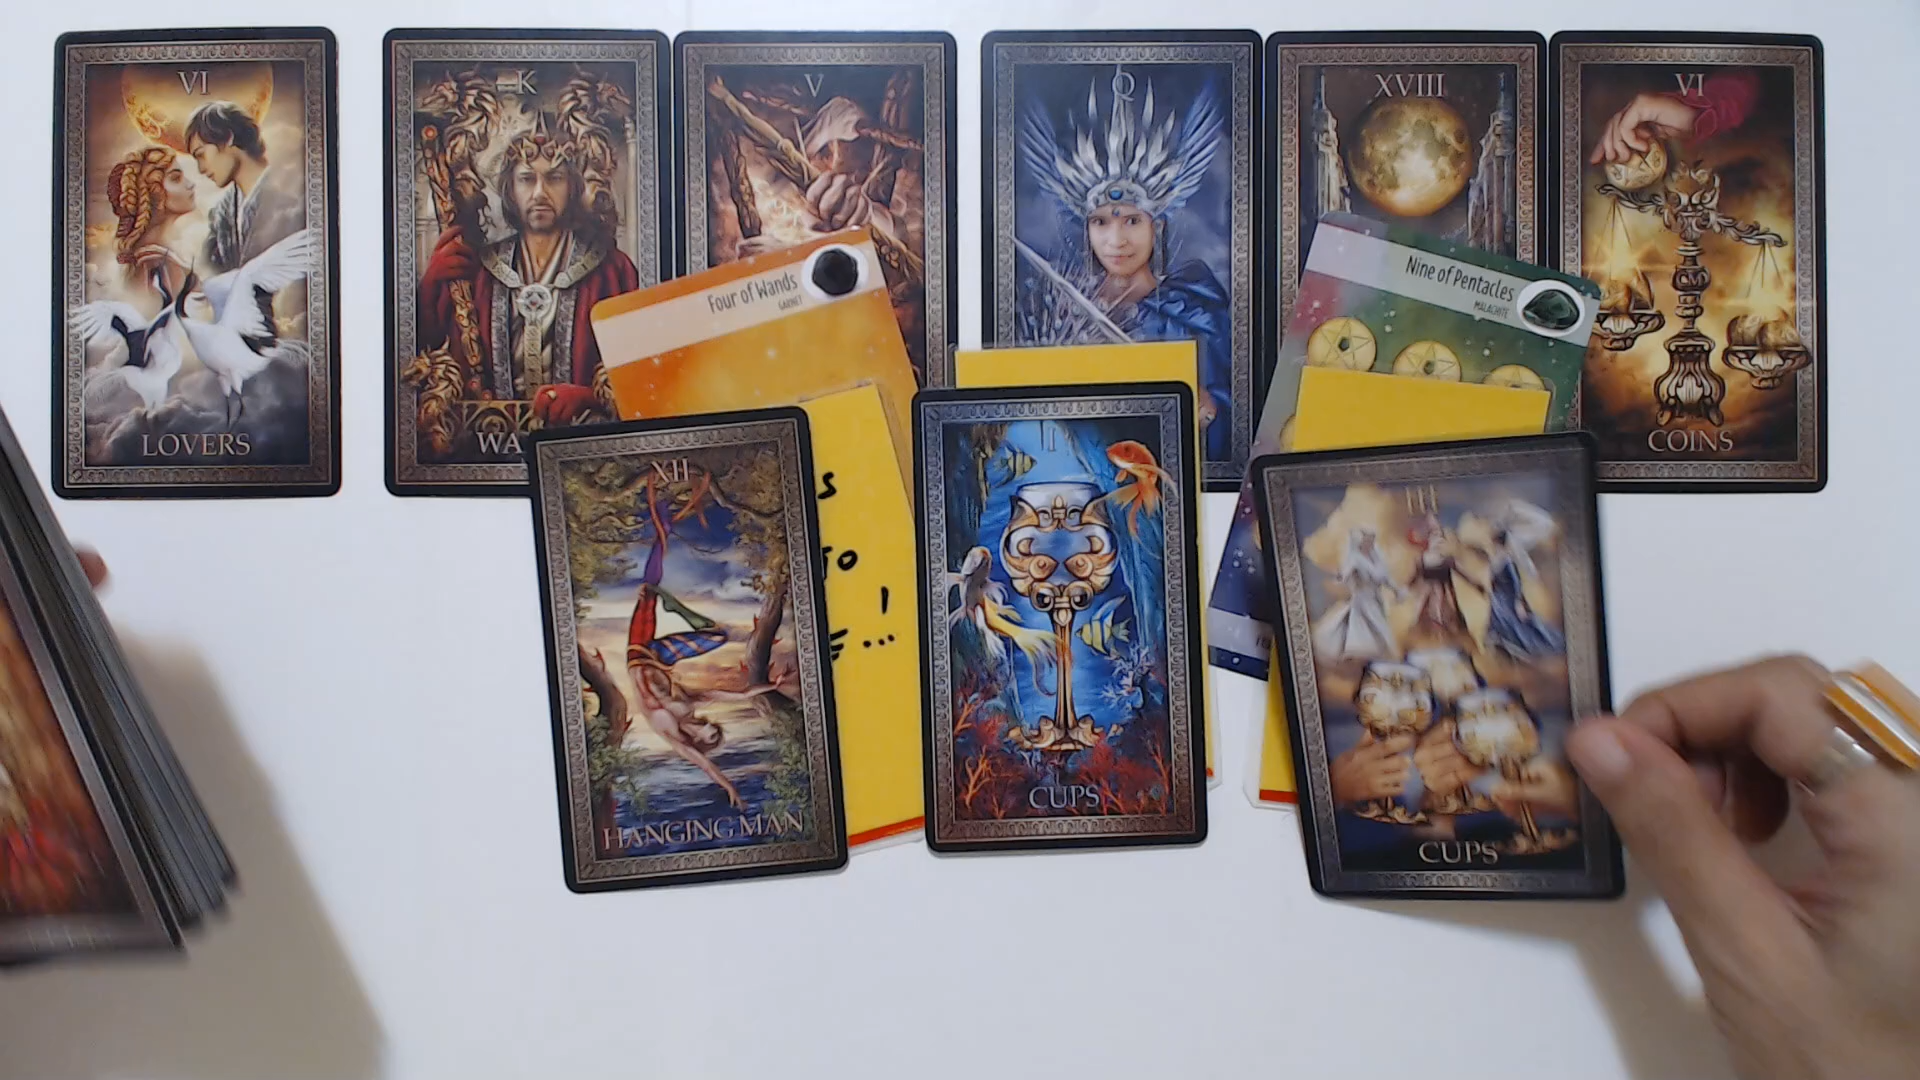 VI
LOVERS
K
WA
V
Q
XVIII
VI
COINS
Four of Wands
GARNET
Nine of Pentacles
MALACHITE
S
SO
!
E...
XII
HANGING MAN
II
CUPS
III
CUPS